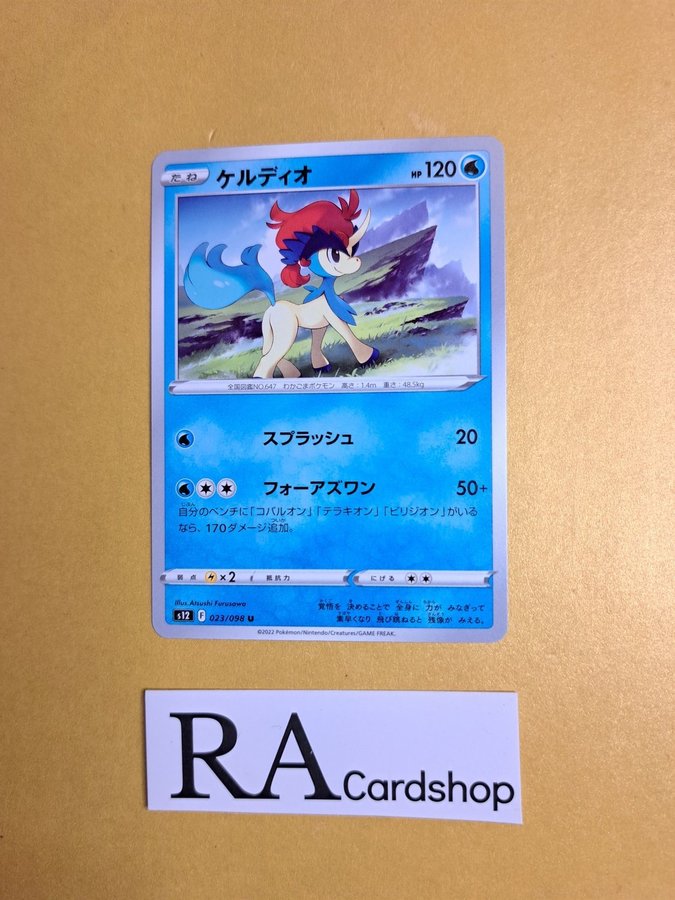 たね ケルディオ HP 120
全国図鑑NO.647 わかごまポケモン 高さ：1.4m 重さ：48.5kg
スプラッシュ 20
フォーアズワン 50+
自分のベンチに「コバルオン」「テラキオン」「ビリジオン」がいる
なら、170ダメージ追加。
弱点 ×2 抵抗力 にげる
Illus. Atsushi Furusawa
s12 F 023/098 U
覚悟を 決めることで 全身に 力が みなぎって
素早くなり 飛び跳ねると 残像が みえる。
©2022 Pokémon/Nintendo/Creatures/GAME FREAK.
RA Cardshop